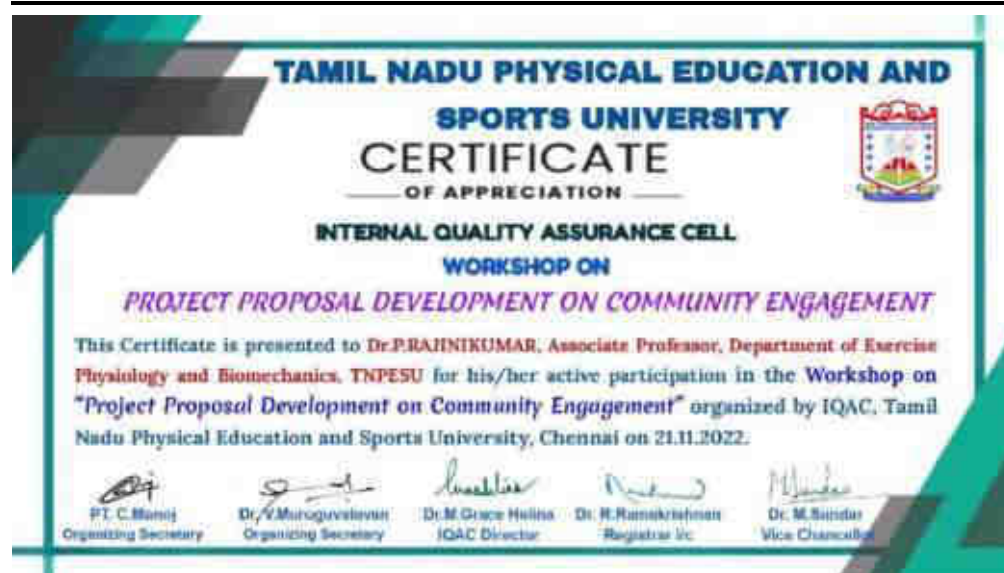 TAMIL NADU PHYSICAL EDUCATION AND
SPORTS UNIVERSITY
CERTIFICATE
OF APPRECIATION
INTERNAL QUALITY ASSURANCE CELL
WORKSHOP ON
PROJECT PROPOSAL DEVELOPMENT ON COMMUNITY ENGAGEMENT
This Certificate is presented to Dr.P.RAJINIKUMAR, Associate Professor, Department of Exercise
Physiology and Biomechanics, TNPESU for his/her active participation in the Workshop on
"Project Proposal Development on Community Engagement" organized by IQAC, Tamil
Nadu Physical Education and Sports University, Chennai on 21.11.2022.
PT. C.Manoj Dr. V.Muruguvalavan Dr.M.Grace Helina Dr. R.Ramakrishnan Dr. M.Sundar
Organizing Secretary Organizing Secretary IQAC Director Registrar i/c Vice Chancellor